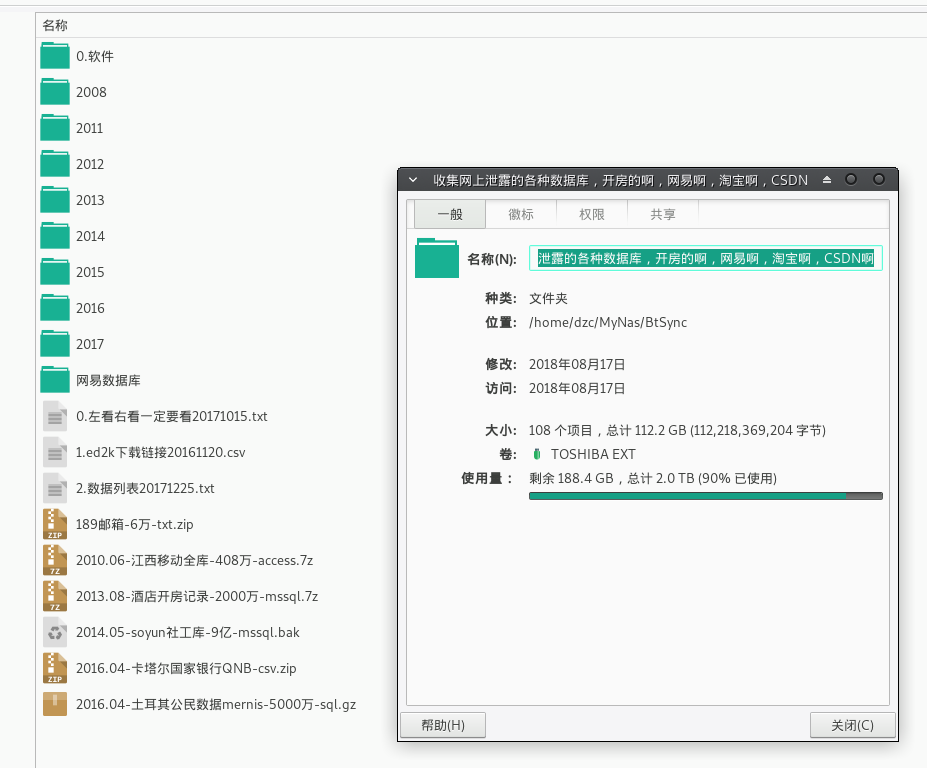 名称
0.软件
2008
2011
2012
2013
2014
2015
2016
2017
网易数据库
0.左看右看一定要看20171015.txt
1.ed2k下载链接20161120.csv
2.数据列表20171225.txt
ZIP 189邮箱-6万-txt.zip
7Z 2010.06-江西移动全库-408万-access.7z
7Z 2013.08-酒店开房记录-2000万-mssql.7z
2014.05-soyun社工库-9亿-mssql.bak
ZIP 2016.04-卡塔尔国家银行QNB-csv.zip
2016.04-土耳其公民数据mernis-5000万-sql.gz
收集网上泄露的各种数据库，开房的啊，网易啊，淘宝啊，CSDN
一般 徽标 权限 共享
名称(N): 泄露的各种数据库，开房的啊，网易啊，淘宝啊，CSDN啊
种类: 文件夹
位置: /home/dzc/MyNas/BtSync
修改: 2018年08月17日
访问: 2018年08月17日
大小: 108 个项目，总计 112.2 GB (112,218,369,204 字节)
卷: TOSHIBA EXT
使用量： 剩余 188.4 GB，总计 2.0 TB (90% 已使用)
帮助(H) 关闭(C)